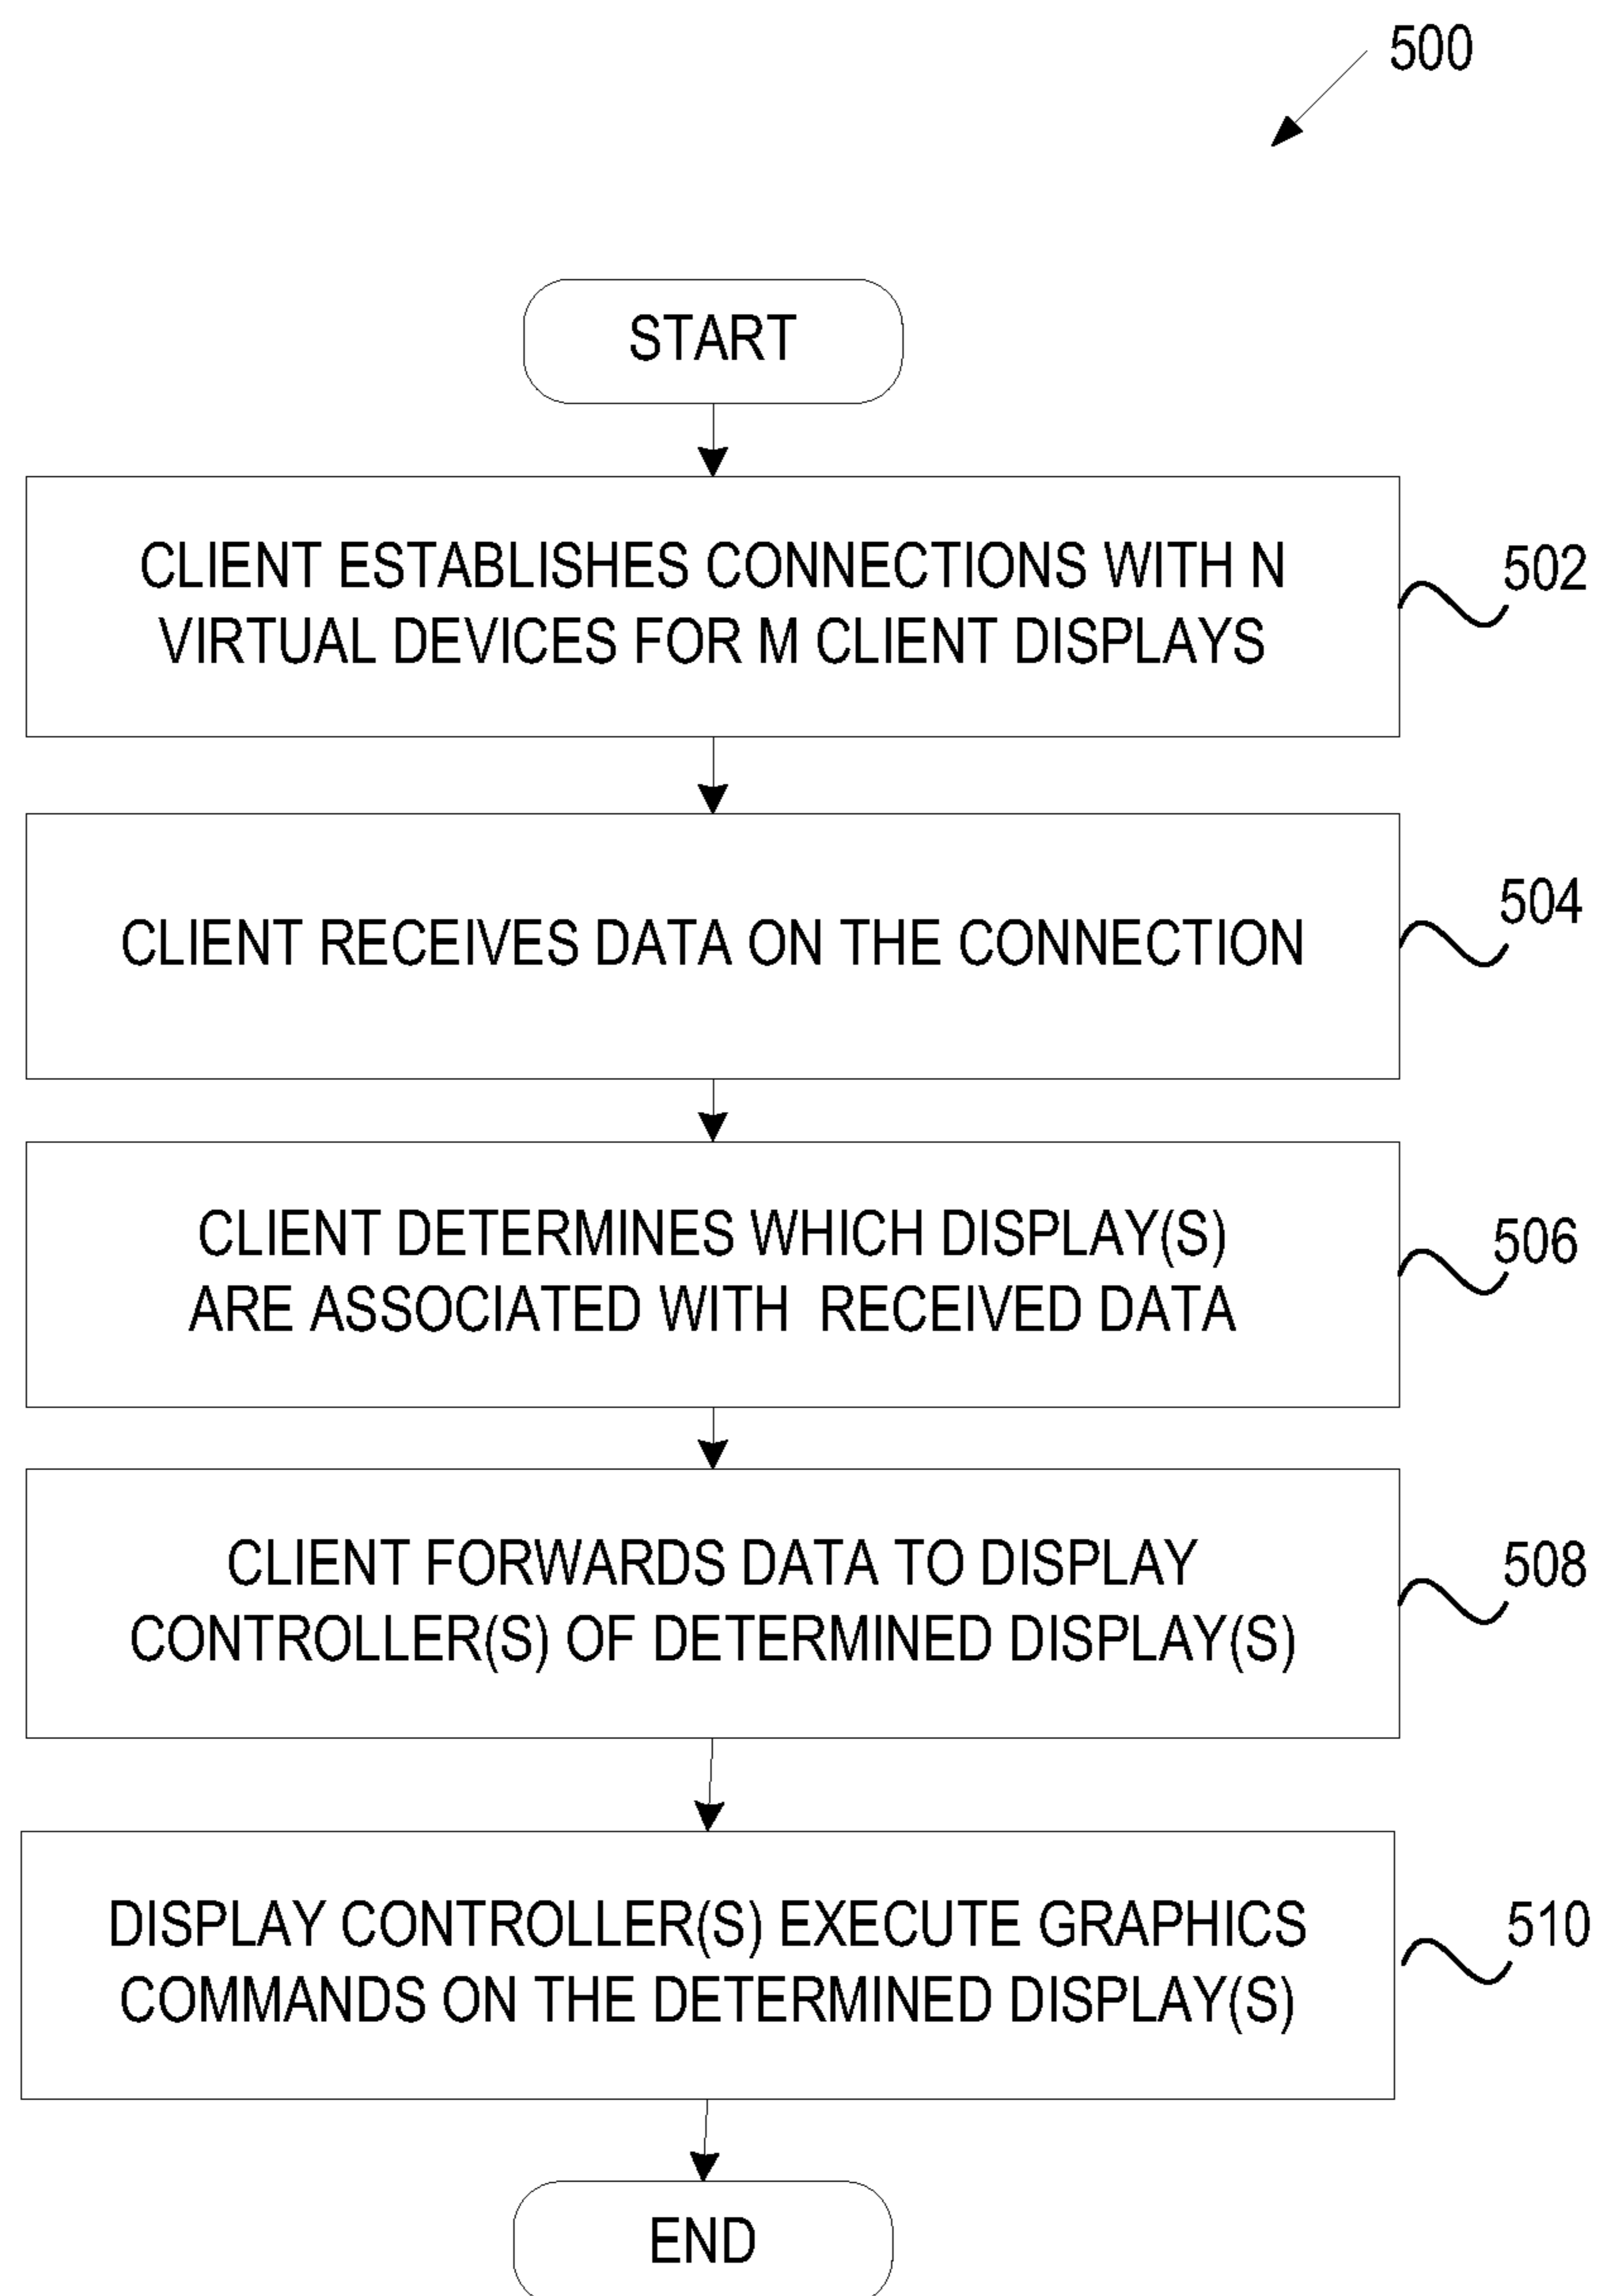 500
START
CLIENT ESTABLISHES CONNECTIONS WITH N
VIRTUAL DEVICES FOR M CLIENT DISPLAYS
502
CLIENT RECEIVES DATA ON THE CONNECTION
504
CLIENT DETERMINES WHICH DISPLAY(S)
ARE ASSOCIATED WITH RECEIVED DATA
506
CLIENT FORWARDS DATA TO DISPLAY
CONTROLLER(S) OF DETERMINED DISPLAY(S)
508
DISPLAY CONTROLLER(S) EXECUTE GRAPHICS
COMMANDS ON THE DETERMINED DISPLAY(S)
510
END